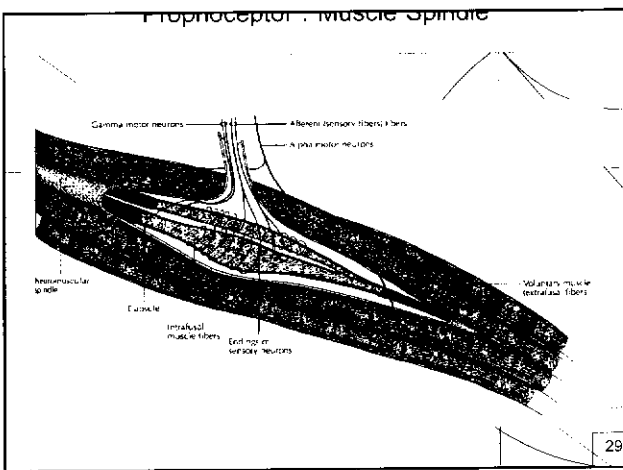 Proprioceptor : Muscle Spindle
Gamma motor neurons
Afferent (sensory fibers) fibers
Alpha motor neurons
Neuromuscular
spindle
Capsule
Intrafusal
muscle fibers
Endings of
sensory neurons
Voluntary muscle
(extrafusal fibers
29